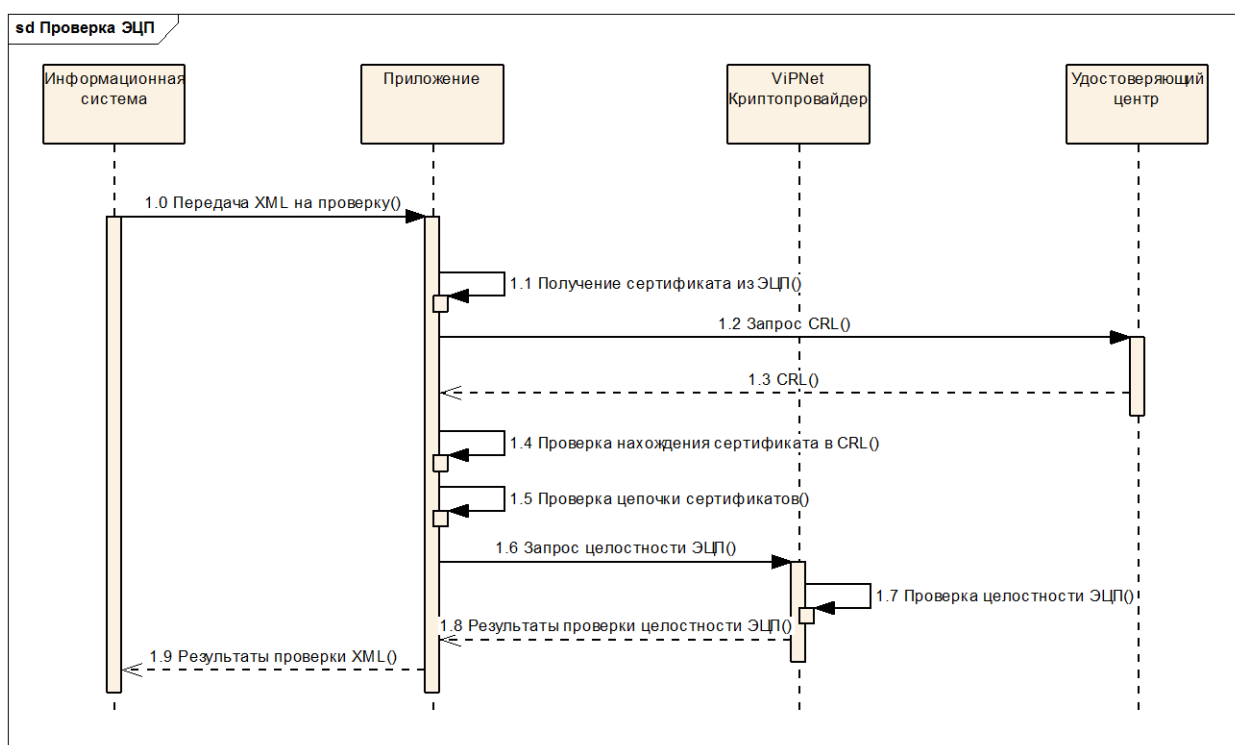 sd Проверка ЭЦП
Информационная
система
Приложение
ViPNet
Криптопровайдер
Удостоверяющий
центр
1.0 Передача XML на проверку()
1.1 Получение сертификата из ЭЦП()
1.2 Запрос CRL()
1.3 CRL()
1.4 Проверка нахождения сертификата в CRL()
1.5 Проверка цепочки сертификатов()
1.6 Запрос целостности ЭЦП()
1.7 Проверка целостности ЭЦП()
1.8 Результаты проверки целостности ЭЦП()
1.9 Результаты проверки XML()